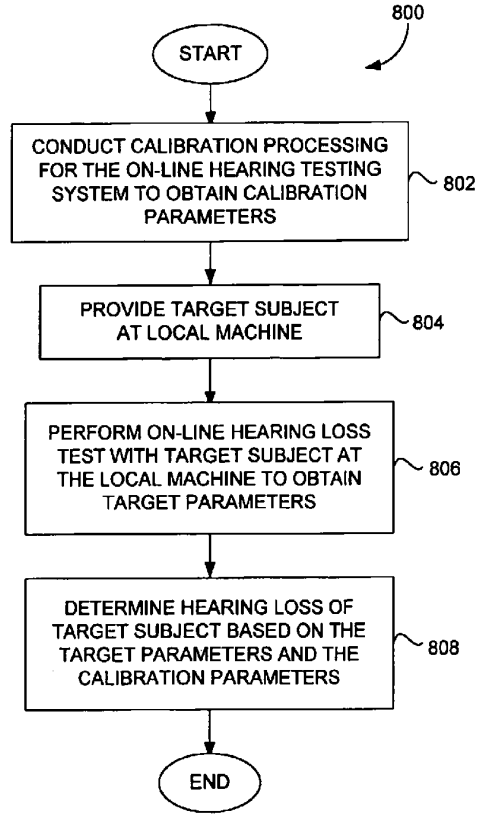 800
START
CONDUCT CALIBRATION PROCESSING
FOR THE ON-LINE HEARING TESTING
SYSTEM TO OBTAIN CALIBRATION
PARAMETERS
802
PROVIDE TARGET SUBJECT
AT LOCAL MACHINE
804
PERFORM ON-LINE HEARING LOSS
TEST WITH TARGET SUBJECT AT
THE LOCAL MACHINE TO OBTAIN
TARGET PARAMETERS
806
DETERMINE HEARING LOSS OF
TARGET SUBJECT BASED ON THE
TARGET PARAMETERS AND THE
CALIBRATION PARAMETERS
808
END